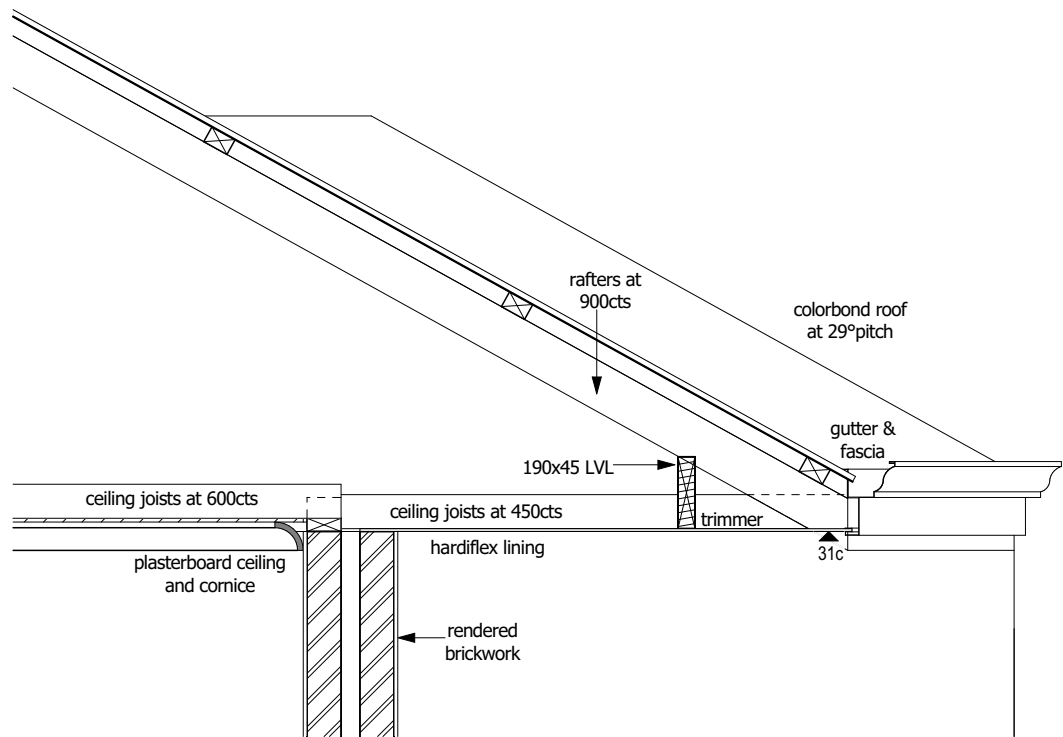 rafters at
900cts
colorbond roof
at 29°pitch
gutter &
fascia
190x45 LVL
ceiling joists at 600cts
ceiling joists at 450cts
trimmer
hardiflex lining
31c
plasterboard ceiling
and cornice
rendered
brickwork